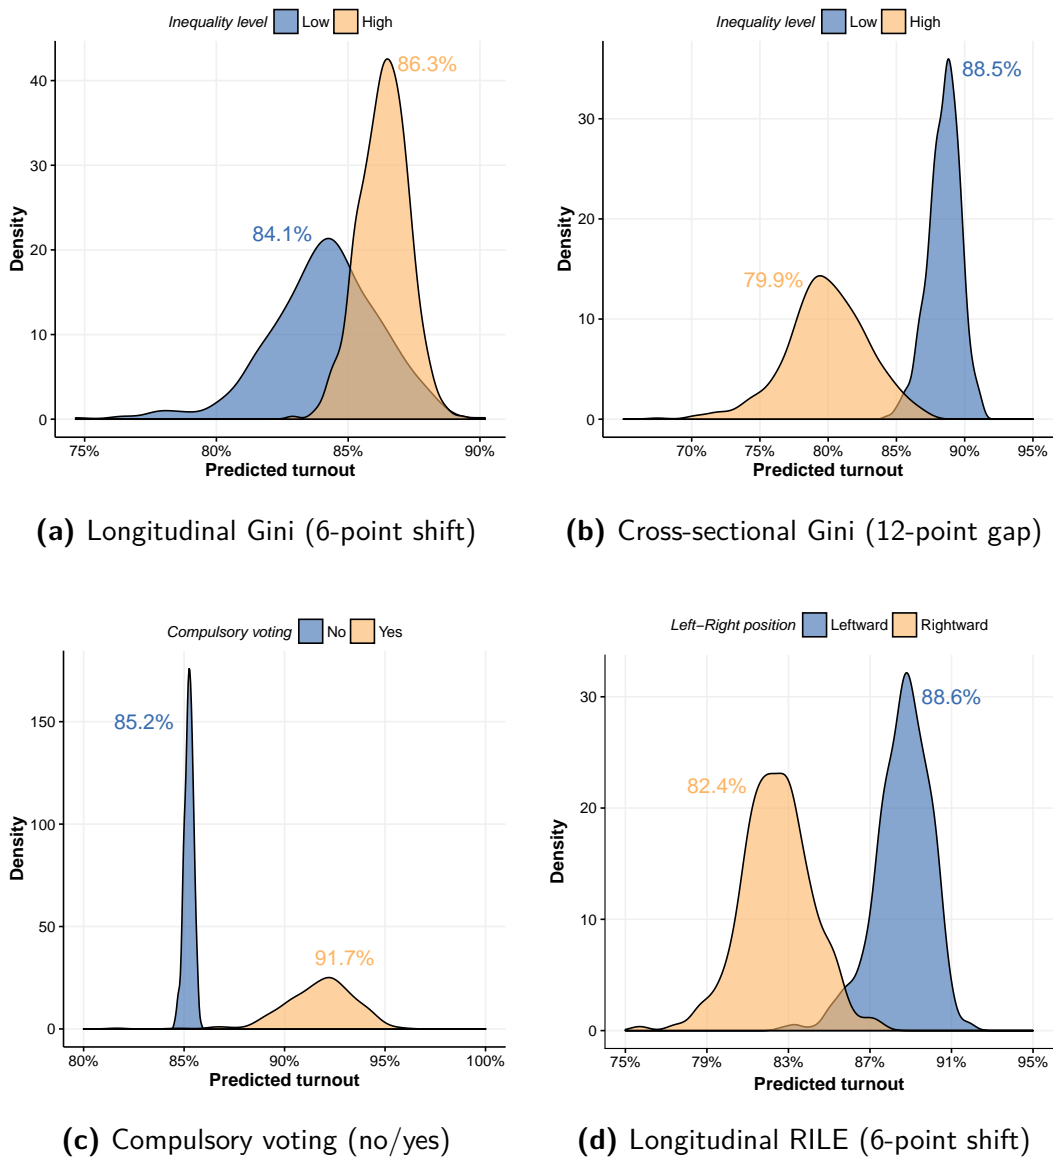 Inequality level Low High
86.3%
84.1%
40
30
20
10
0
Density
75% 80% 85% 90%
Predicted turnout
(a) Longitudinal Gini (6-point shift)
Inequality level Low High
88.5%
79.9%
30
20
10
0
Density
70% 75% 80% 85% 90% 95%
Predicted turnout
(b) Cross-sectional Gini (12-point gap)
Compulsory voting No Yes
85.2%
91.7%
150
100
50
0
Density
80% 85% 90% 95% 100%
Predicted turnout
(c) Compulsory voting (no/yes)
Left−Right position Leftward Rightward
88.6%
82.4%
30
20
10
0
Density
75% 79% 83% 87% 91% 95%
Predicted turnout
(d) Longitudinal RILE (6-point shift)